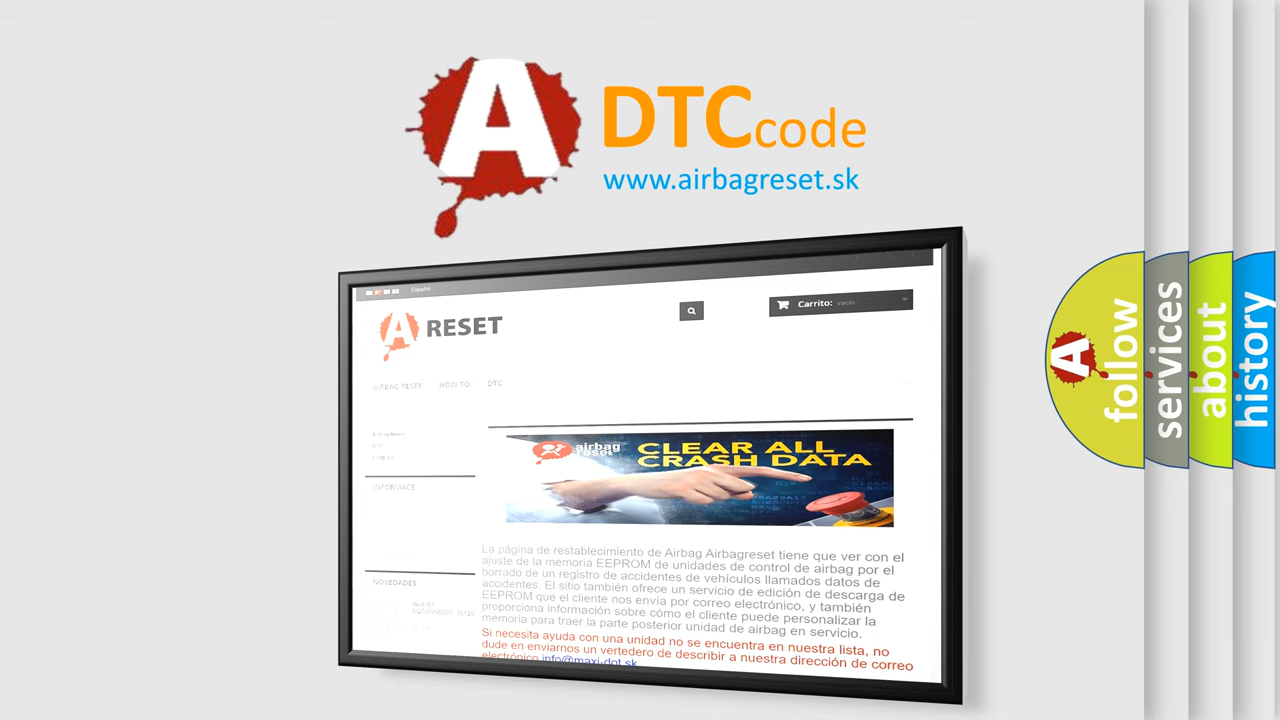 A
DTCcode
www.airbagreset.sk
Español
A RESET
Carrito: vacío
AIRBAG RESET HOW TO DTC
Airbag Reset
DTC
HOW TO
INFORMACE
NOVEDADES
airbag
reset
CLEAR ALL
CRASH DATA
La página de restablecimiento de Airbag Airbagreset tiene que ver con el
ajuste de la memoria EEPROM de unidades de control de airbag por el
borrado de un registro de accidentes de vehículos llamados datos de
accidentes. El sitio también ofrece un servicio de edición de descarga de
EEPROM que el cliente nos envía por correo electrónico, y también
proporciona información sobre cómo el cliente puede personalizar la
memoria para traer la parte posterior unidad de airbag en servicio.
Si necesita ayuda con una unidad no se encuentra en nuestra lista, no
dude en enviarnos un vertedero de describir a nuestra dirección de correo
electrónico info@maxi-dot.sk
A
follow
services
about
history